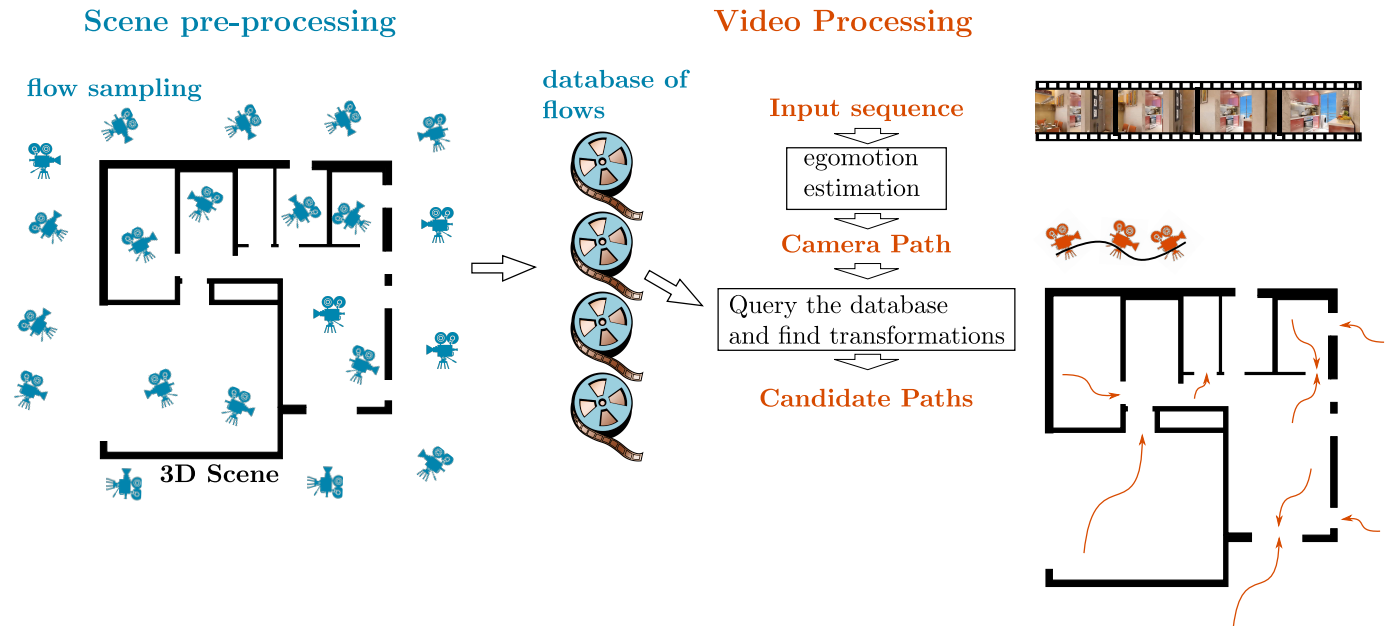 Scene pre-processing
flow sampling
3D Scene
database of
flows
Video Processing
Input sequence
egomotion
estimation
Camera Path
Query the database
and find transformations
Candidate Paths